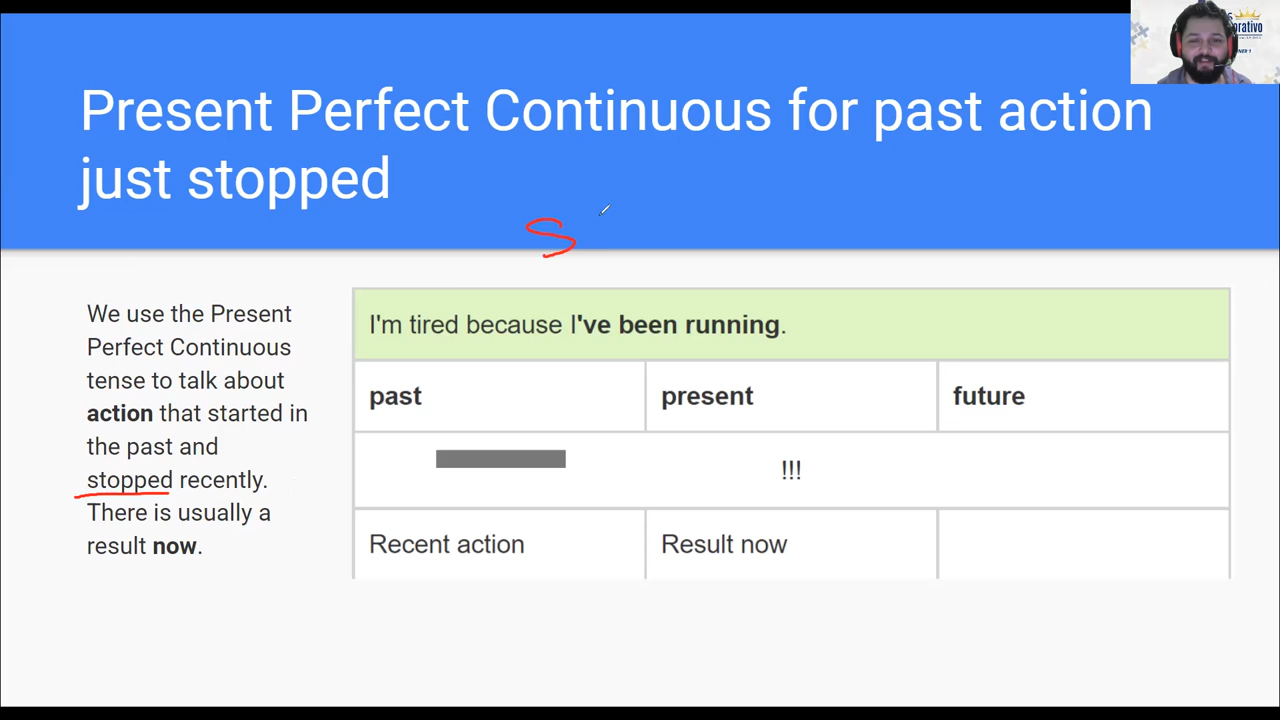 Present Perfect Continuous for past action
just stopped
S
We use the Present
Perfect Continuous
tense to talk about
action that started in
the past and
stopped recently.
There is usually a
result now.
I'm tired because I've been running.
past present future
!!!
Recent action Result now